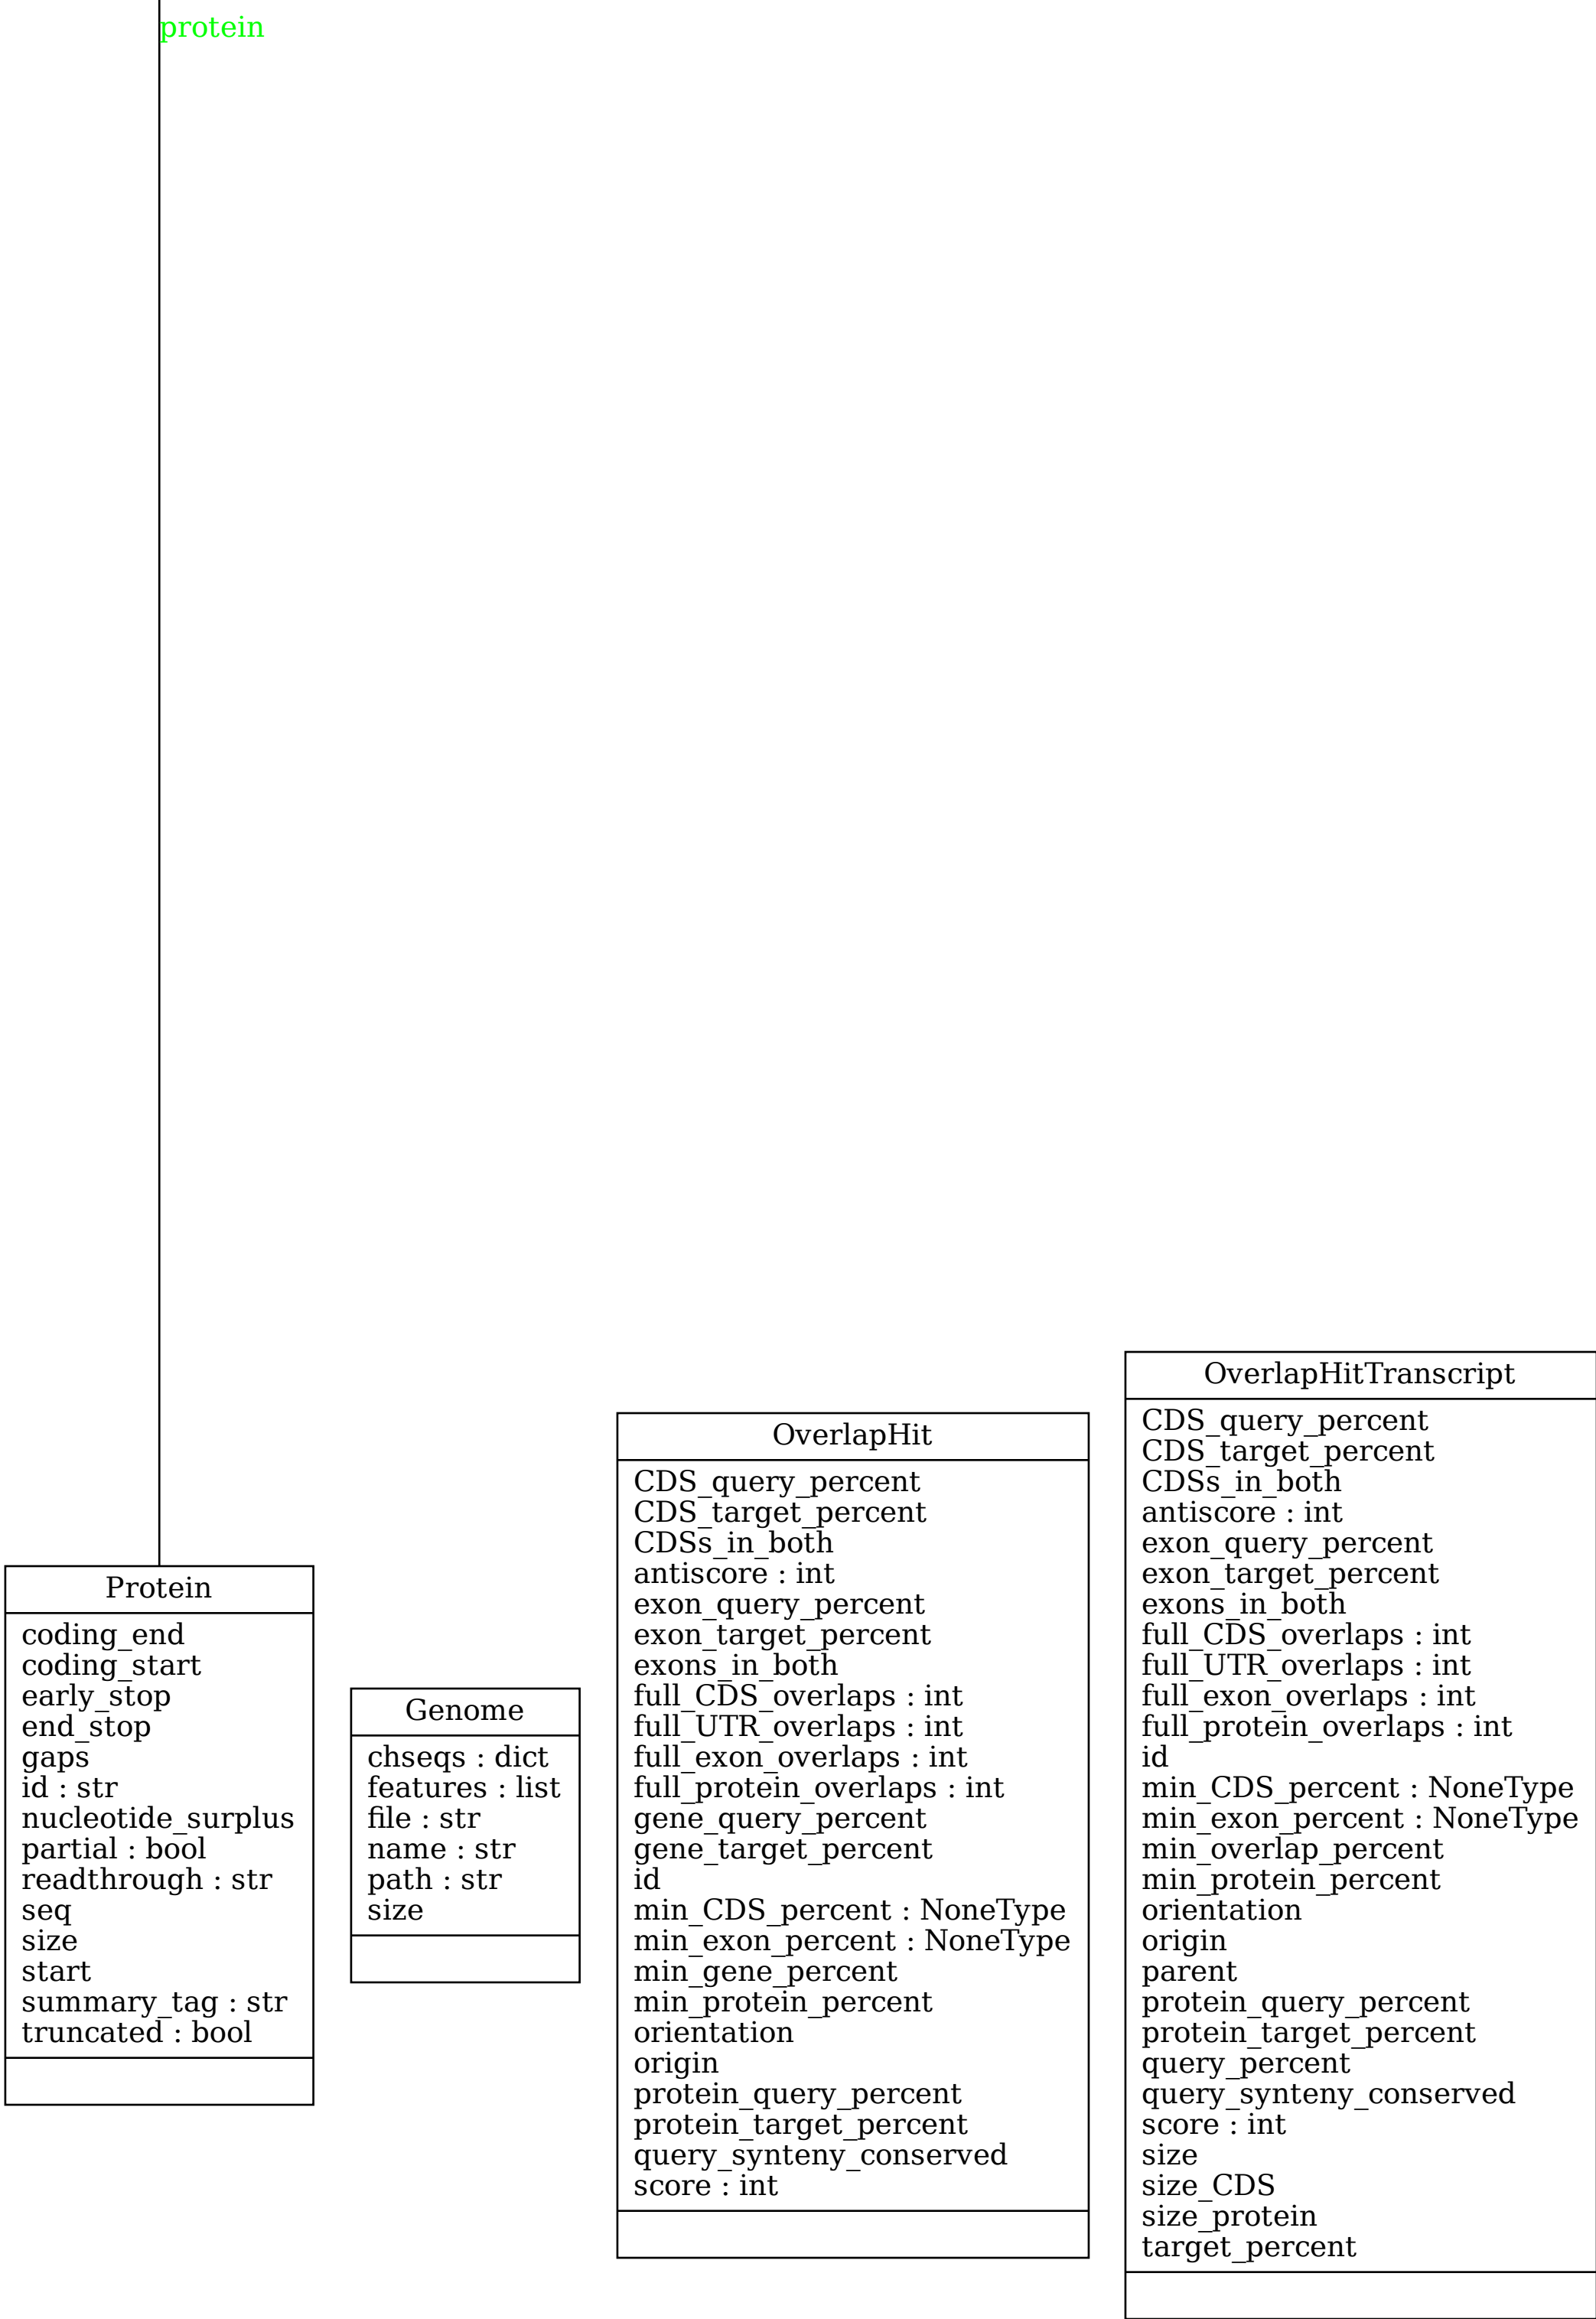 protein
Protein
coding_end
coding_start
early_stop
end_stop
gaps
id : str
nucleotide_surplus
partial : bool
readthrough : str
seq
size
start
summary_tag : str
truncated : bool
Genome
chseqs : dict
features : list
file : str
name : str
path : str
size
OverlapHit
CDS_query_percent
CDS_target_percent
CDSs_in_both
antiscore : int
exon_query_percent
exon_target_percent
exons_in_both
full_CDS_overlaps : int
full_UTR_overlaps : int
full_exon_overlaps : int
full_protein_overlaps : int
gene_query_percent
gene_target_percent
id
min_CDS_percent : NoneType
min_exon_percent : NoneType
min_gene_percent
min_protein_percent
orientation
origin
protein_query_percent
protein_target_percent
query_synteny_conserved
score : int
OverlapHitTranscript
CDS_query_percent
CDS_target_percent
CDSs_in_both
antiscore : int
exon_query_percent
exon_target_percent
exons_in_both
full_CDS_overlaps : int
full_UTR_overlaps : int
full_exon_overlaps : int
full_protein_overlaps : int
id
min_CDS_percent : NoneType
min_exon_percent : NoneType
min_overlap_percent
min_protein_percent
orientation
origin
parent
protein_query_percent
protein_target_percent
query_percent
query_synteny_conserved
score : int
size
size_CDS
size_protein
target_percent